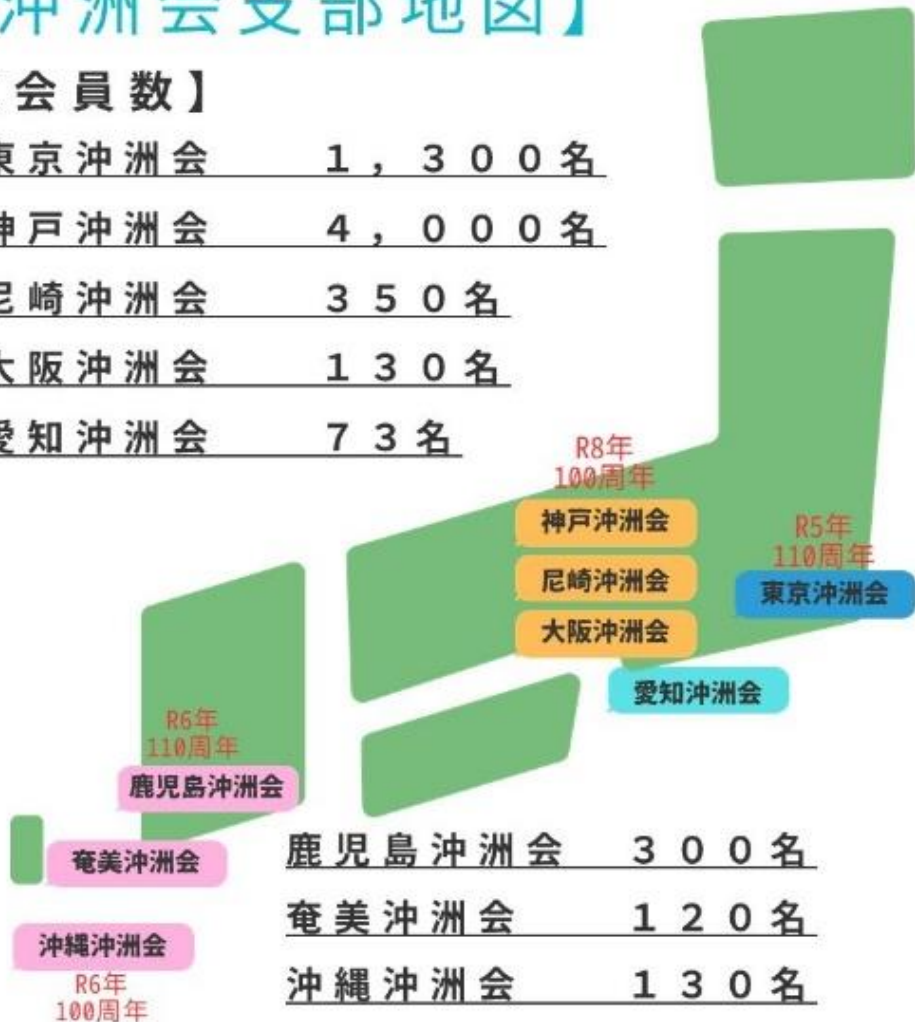 沖洲会支部地図】
会員数】
東京沖洲会 1,300名
神戸沖洲会 4,000名
尼崎沖洲会 350名
大阪沖洲会 130名
愛知沖洲会 73名
R8年
100周年
神戸沖洲会
尼崎沖洲会
大阪沖洲会
R5年
110周年
東京沖洲会
愛知沖洲会
R6年
110周年
鹿児島沖洲会
奄美沖洲会
沖縄沖洲会
R6年
100周年
鹿児島沖洲会 300名
奄美沖洲会 120名
沖縄沖洲会 130名